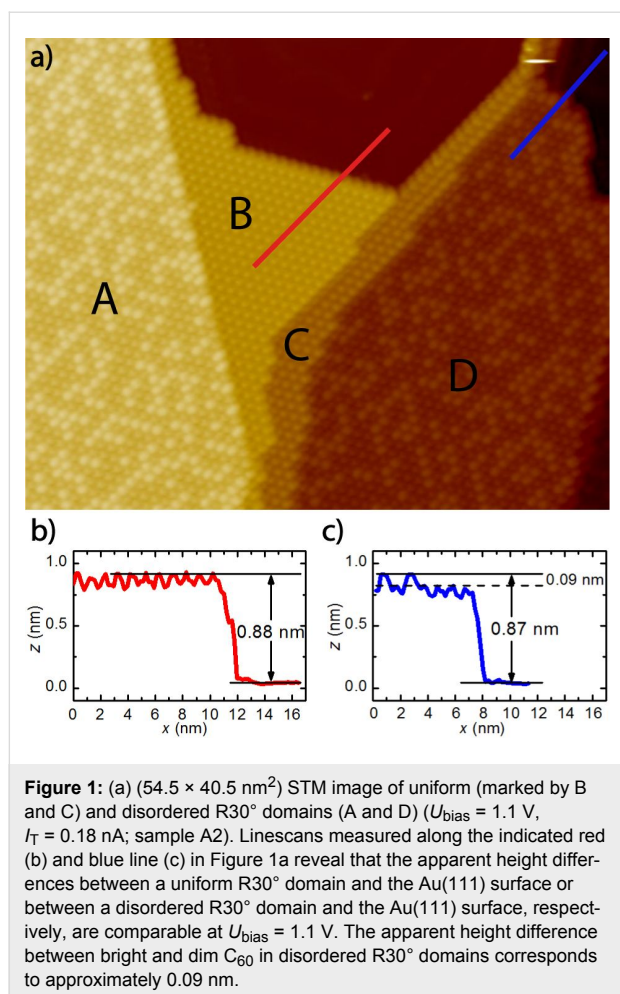 a)
A
B
C
D
b)
c)
1.0
0.5
0.0
z (nm)
0.88 nm
0 2 4 6 8 10 12 14 16
x (nm)
1.0
0.5
0.0
z (nm)
0.09 nm
0.87 nm
0 2 4 6 8 10 12 14 16
x (nm)
Figure 1: (a) (54.5 × 40.5 nm²) STM image of uniform (marked by B
and C) and disordered R30° domains (A and D) (U_bias = 1.1 V,
I_T = 0.18 nA; sample A2). Linescans measured along the indicated red
(b) and blue line (c) in Figure 1a reveal that the apparent height differ-
ences between a uniform R30° domain and the Au(111) surface or
between a disordered R30° domain and the Au(111) surface, respect-
ively, are comparable at U_bias = 1.1 V. The apparent height difference
between bright and dim C₆₀ in disordered R30° domains corresponds
to approximately 0.09 nm.